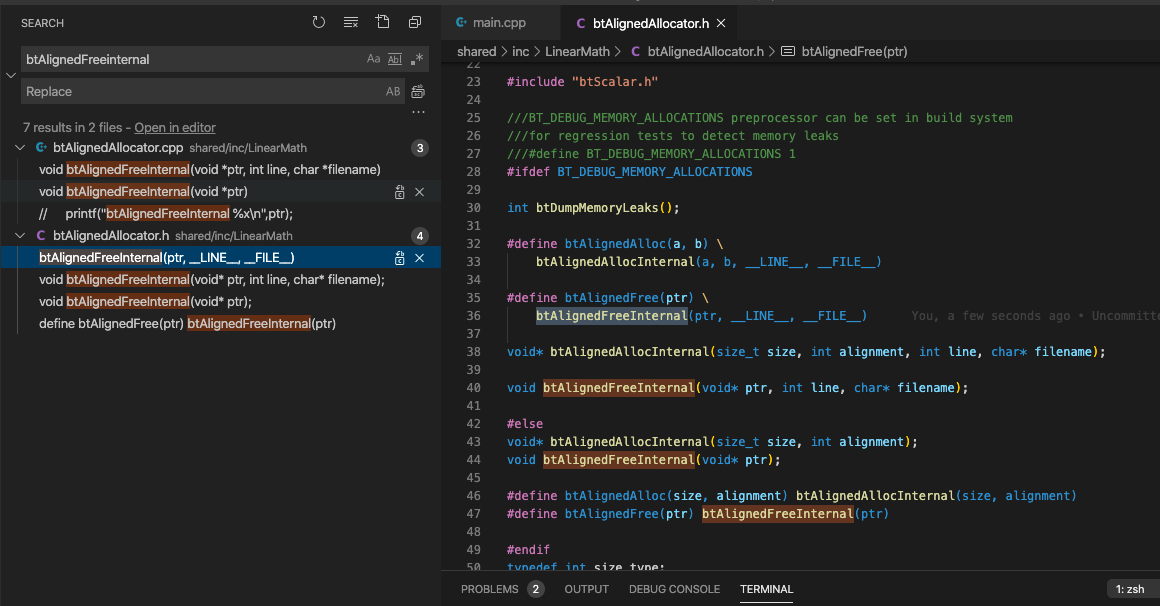 SEARCH
btAlignedFreeinternal
Aa Abl .*
Replace
AB
...
7 results in 2 files - Open in editor
btAlignedAllocator.cpp shared/inc/LinearMath 3
void btAlignedFreeInternal(void *ptr, int line, char *filename)
void btAlignedFreeInternal(void *ptr)
// printf("btAlignedFreeInternal %x\n",ptr);
C btAlignedAllocator.h shared/inc/LinearMath 4
btAlignedFreeInternal(ptr, __LINE__, __FILE__)
void btAlignedFreeInternal(void* ptr, int line, char* filename);
void btAlignedFreeInternal(void* ptr);
define btAlignedFree(ptr) btAlignedFreeInternal(ptr)
main.cpp
C btAlignedAllocator.h
shared > inc > LinearMath > C btAlignedAllocator.h > btAlignedFree(ptr)
22
23 #include "btScalar.h"
24
25 ///BT_DEBUG_MEMORY_ALLOCATIONS preprocessor can be set in build system
26 ///for regression tests to detect memory leaks
27 ///#define BT_DEBUG_MEMORY_ALLOCATIONS 1
28 #ifdef BT_DEBUG_MEMORY_ALLOCATIONS
29
30 int btDumpMemoryLeaks();
31
32 #define btAlignedAlloc(a, b) \
33 btAlignedAllocInternal(a, b, __LINE__, __FILE__)
34
35 #define btAlignedFree(ptr) \
36 btAlignedFreeInternal(ptr, __LINE__, __FILE__) You, a few seconds ago • Uncommitte
37
38 void* btAlignedAllocInternal(size_t size, int alignment, int line, char* filename);
39
40 void btAlignedFreeInternal(void* ptr, int line, char* filename);
41
42 #else
43 void* btAlignedAllocInternal(size_t size, int alignment);
44 void btAlignedFreeInternal(void* ptr);
45
46 #define btAlignedAlloc(size, alignment) btAlignedAllocInternal(size, alignment)
47 #define btAlignedFree(ptr) btAlignedFreeInternal(ptr)
48
49 #endif
50 typedef int size_type;
PROBLEMS 2 OUTPUT DEBUG CONSOLE TERMINAL 1: zsh